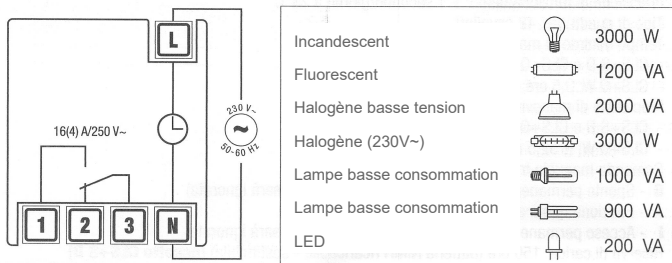 L
16(4) A/250 V~
230 V~
~
50-60 Hz
1 2 3 N
Incandescent 3000 W
Fluorescent 1200 VA
Halogène basse tension 2000 VA
Halogène (230V~) 3000 W
Lampe basse consommation 1000 VA
Lampe basse consommation 900 VA
LED 200 VA